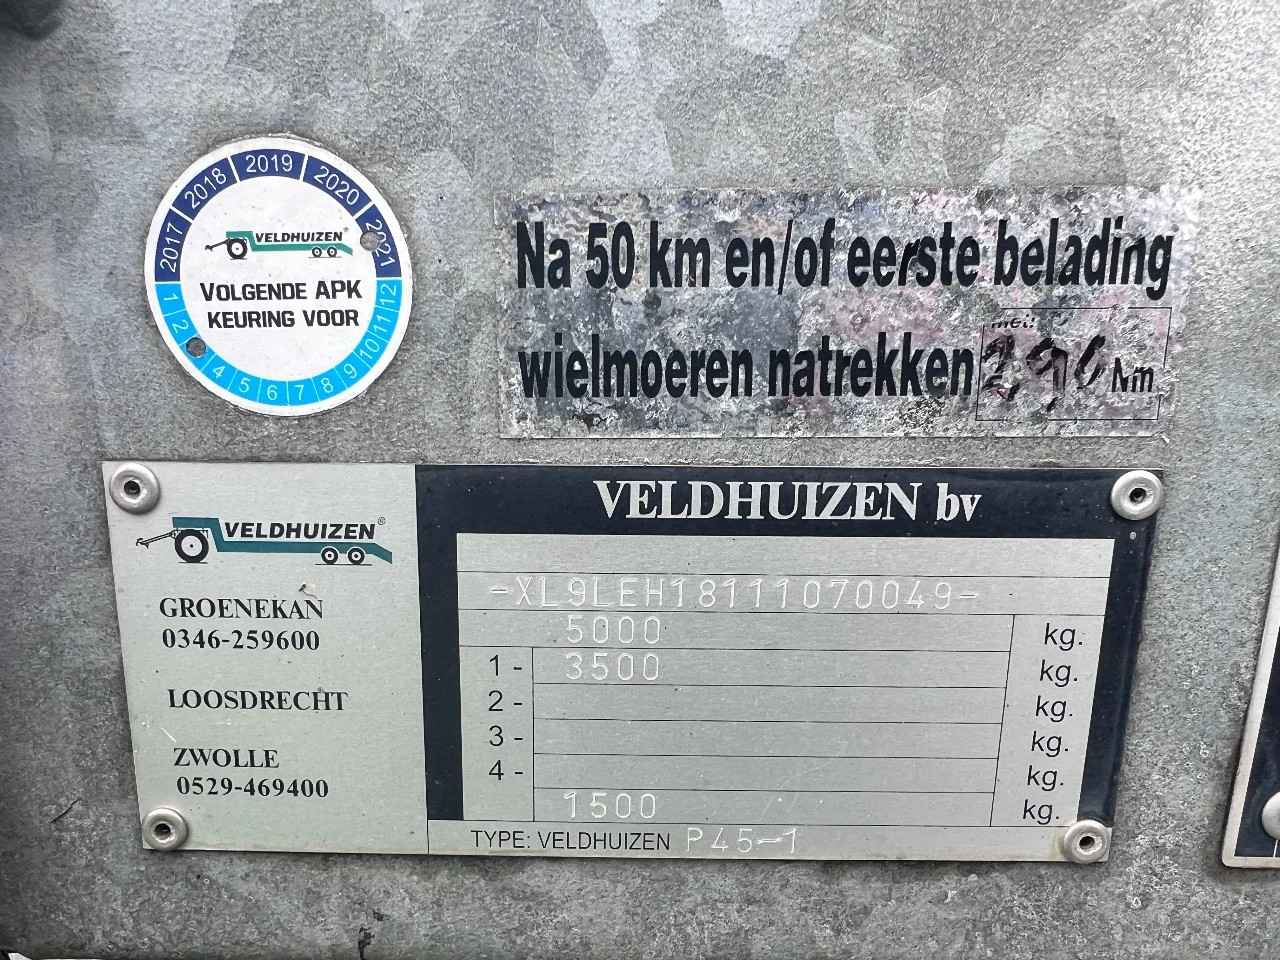 2017 2018 2019 2020 2021
VELDHUIZEN®
VOLGENDE APK
KEURING VOOR
1 2 4 5 6 7 8 9 10 11 12
Na 50 km en/of eerste belading
wielmoeren natrekken
met:
290 Nm
VELDHUIZEN®
GROENEKAN
0346-259600
LOOSDRECHT
ZWOLLE
0529-469400
VELDHUIZEN bv
-XL9LEH18111070049-
5000 kg.
1- 3500 kg.
2- kg.
3- kg.
4- kg.
1500 kg.
TYPE: VELDHUIZEN P45-1